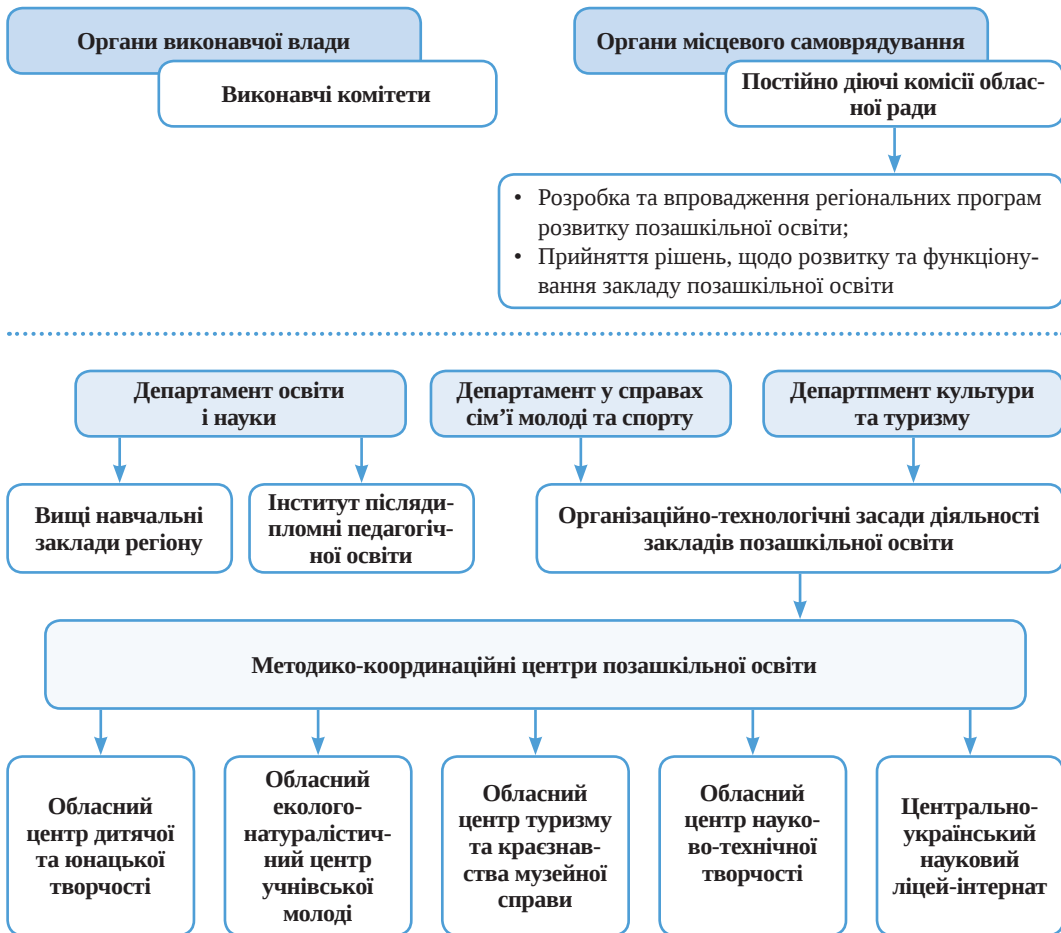 Органи виконавчої влади
Виконавчі комітети
Органи місцевого самоврядування
Постійно діючі комісії облас-
ної ради
• Розробка та впровадження регіональних програм
розвитку позашкільної освіти;
• Прийняття рішень, щодо розвитку та функціону-
вання закладу позашкільної освіти
Департамент освіти
і науки
Департамент у справах
сім’ї молоді та спорту
Департпмент культури
та туризму
Вищі навчальні
заклади регіону
Інститут післяди-
пломні педагогіч-
ної освіти
Організаційно-технологічні засади діяльності
закладів позашкільної освіти
Методико-координаційні центри позашкільної освіти
Обласний
центр дитячої
та юнацької
творчості
Обласний
еколого-
натуралістич-
ний центр
учнівської
молоді
Обласний
центр туризму
та краєзнав-
ства музейної
справи
Обласний
центр науко-
во-технічної
творчості
Центрально-
український
науковий
ліцей-інтернат